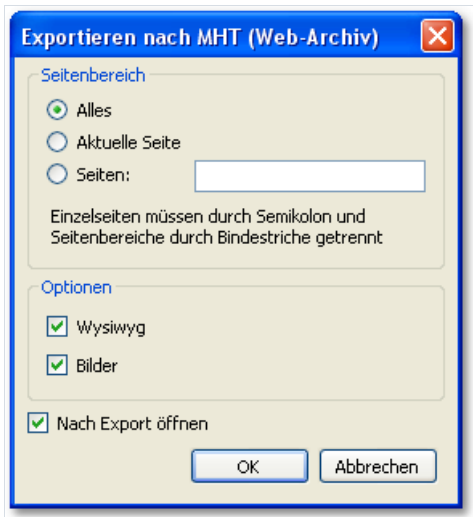 Exportieren nach MHT (Web-Archiv)
Seitenbereich
Alles
Aktuelle Seite
Seiten:
Einzelseiten müssen durch Semikolon und
Seitenbereiche durch Bindestriche getrennt
Optionen
Wysiwyg
Bilder
Nach Export öffnen
OK Abbrechen